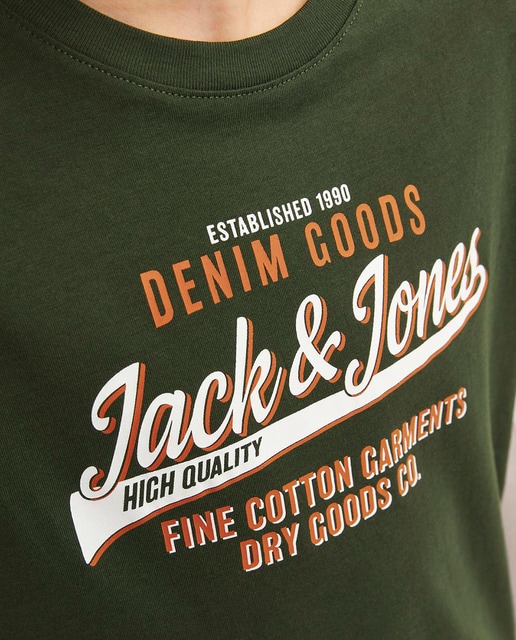 ESTABLISHED 1990
DENIM GOODS
Jack & Jones
HIGH QUALITY
FINE COTTON GARMENTS
DRY GOODS CO.